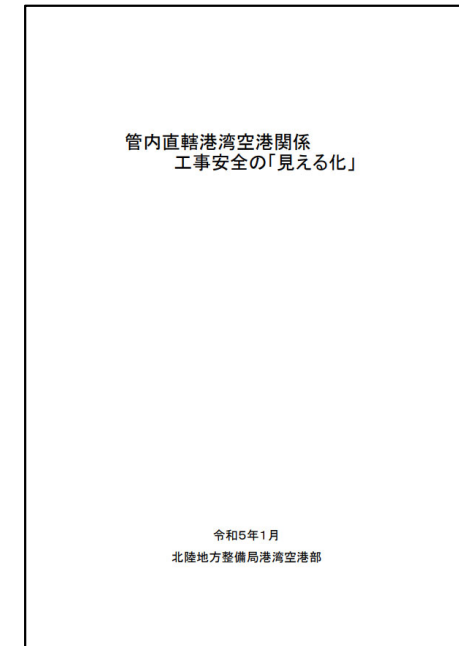 管内直轄港湾空港関係
工事安全の「見える化」
令和5年1月
北陸地方整備局港湾空港部